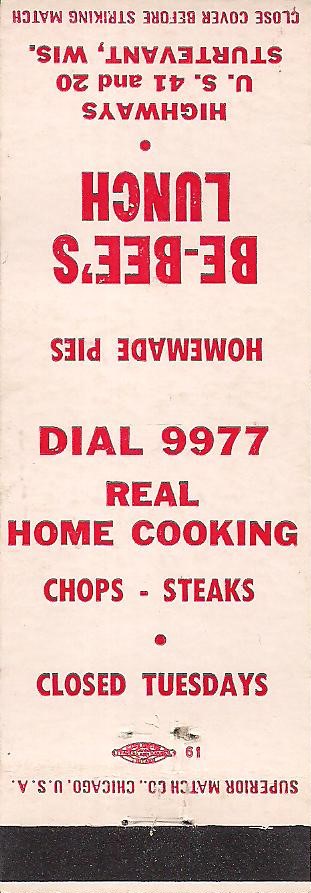 HOMEMADE PIES
BE-BEE'S
LUNCH
•
HIGHWAYS
U. S. 41 and 20
STURTEVANT, WIS.
CLOSE COVER BEFORE STRIKING MATCH
DIAL 9977
REAL
HOME COOKING
CHOPS - STEAKS
•
CLOSED TUESDAYS
19
SUPERIOR MATCH CO., CHICAGO, U.S.A.